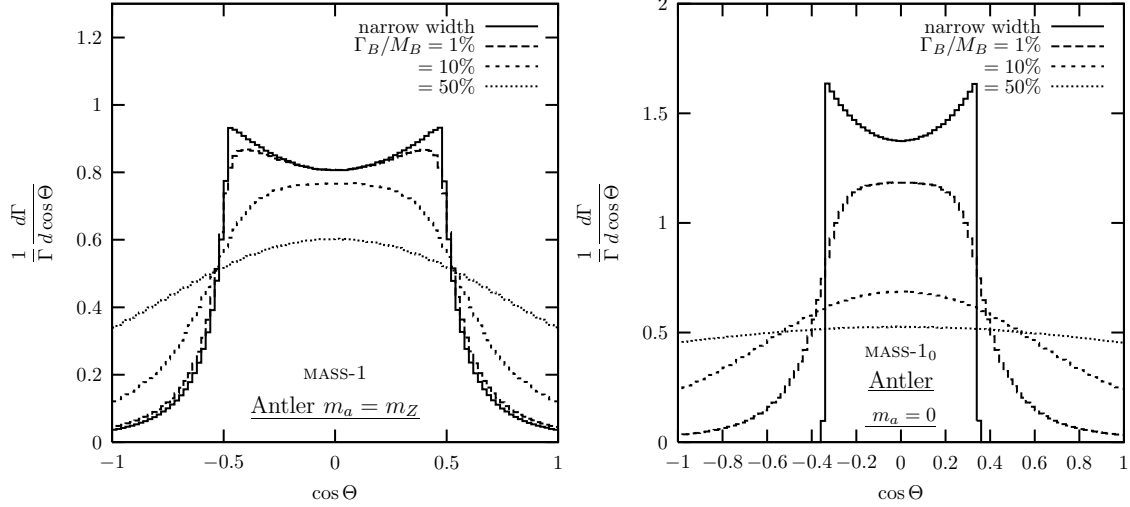 narrow width
Γ_B/M_B = 1%
= 10%
= 50%
1.2
1
0.8
0.6
0.4
0.2
0
1/Γ dΓ/d cos Θ
MASS-1
Antler m_a = m_Z
−1
−0.5
0
0.5
1
cos Θ
narrow width
Γ_B/M_B = 1%
= 10%
= 50%
2
1.5
1
0.5
0
1/Γ dΓ/d cos Θ
MASS-1₀
Antler
m_a = 0
−1 −0.8 −0.6 −0.4 −0.2 0 0.2 0.4 0.6 0.8 1
cos Θ